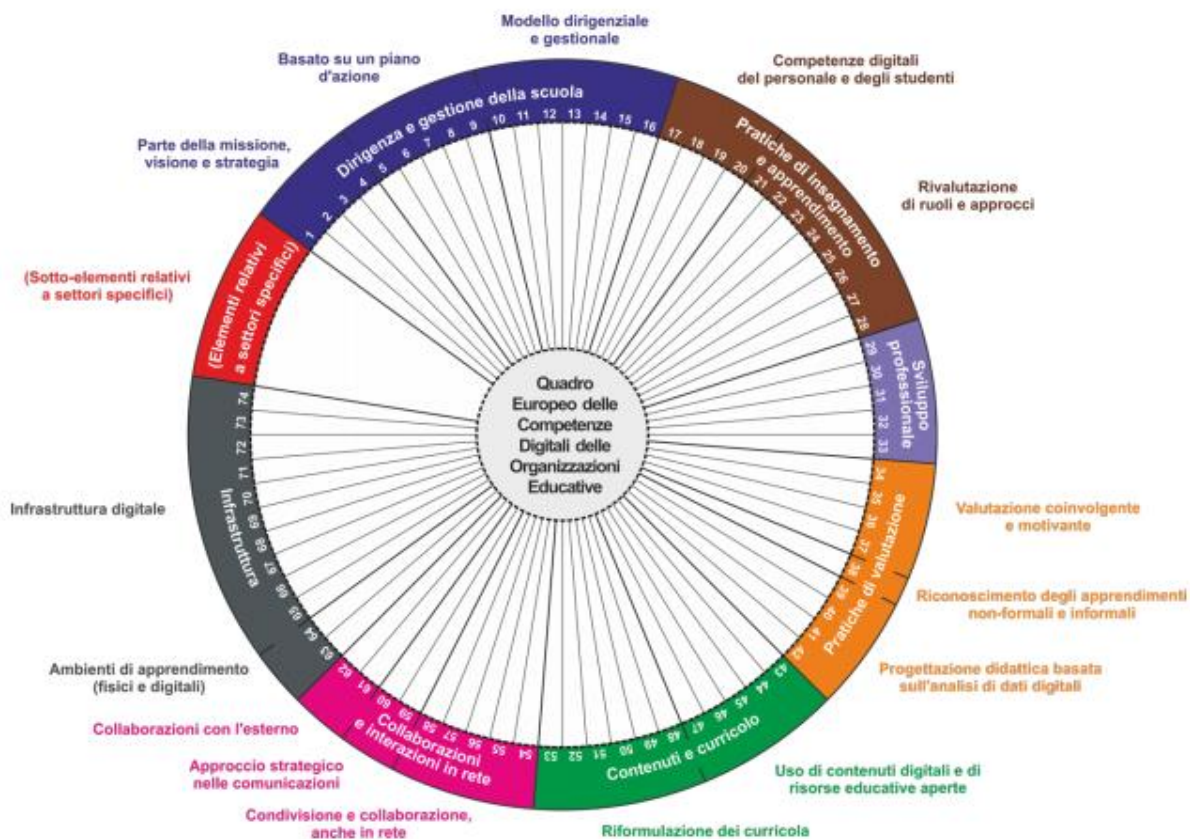 Modello dirigenziale
e gestionale
Basato su un piano
d'azione
Competenze digitali
del personale e degli studenti
Parte della missione,
visione e strategia
Rivalutazione
di ruoli e approcci
(Sotto-elementi relativi
a settori specifici)
Infrastruttura digitale
Valutazione coinvolgente
e motivante
Riconoscimento degli apprendimenti
non-formali e informali
Ambienti di apprendimento
(fisici e digitali)
Progettazione didattica basata
sull'analisi di dati digitali
Collaborazioni con l'esterno
Approccio strategico
nelle comunicazioni
Uso di contenuti digitali e di
risorse educative aperte
Condivisione e collaborazione,
anche in rete
Riformulazione dei curricola
Dirigenza e gestione della scuola
Pratiche di insegnamento
e apprendimento
Sviluppo
professionale
Pratiche di valutazione
Contenuti e curricolo
Collaborazioni
e interazioni in rete
Infrastruttura
(Elementi relativi
a settori specifici)
1 2 3 4 5 6 7 8 9 10 11 12 13 14 15 16
17 18 19 20 21 22 23 24 25 26 27 28
29 30 31 32 33
34 35 36 37 38 39 40 41 42
43 44 45 46 47 48 49 50 51 52 53
54 55 56 57 58 59 60 61 62
63 64 65 66 67 68 69 70 71 72 73 74
Quadro
Europeo delle
Competenze
Digitali delle
Organizzazioni
Educative